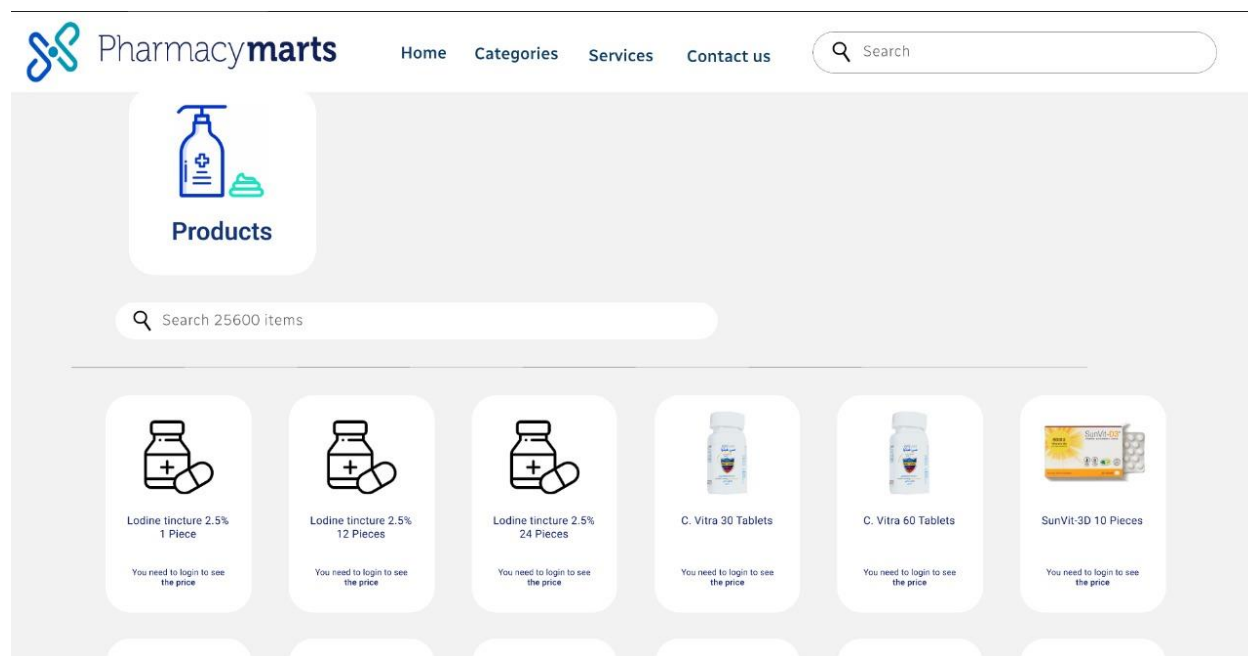 Pharmacymarts
Home
Categories
Services
Contact us
Search
Products
Search 25600 items
Lodine tincture 2.5%
1 Piece
You need to login to see
the price
Lodine tincture 2.5%
12 Pieces
You need to login to see
the price
Lodine tincture 2.5%
24 Pieces
You need to login to see
the price
C. Vitra 30 Tablets
You need to login to see
the price
C. Vitra 60 Tablets
You need to login to see
the price
SunVit-D3
SunVit-3D 10 Pieces
You need to login to see
the price